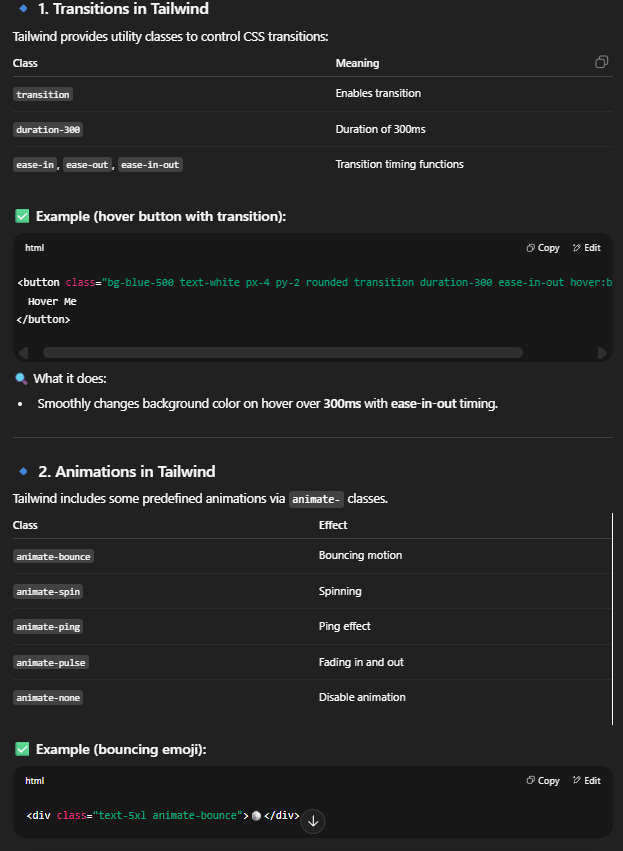 1. Transitions in Tailwind
Tailwind provides utility classes to control CSS transitions:
Class Meaning
transition Enables transition
duration-300 Duration of 300ms
ease-in, ease-out, ease-in-out Transition timing functions
✅ Example (hover button with transition):
html Copy Edit
<button class="bg-blue-500 text-white px-4 py-2 rounded transition duration-300 ease-in-out hover:b
Hover Me
</button>
🔍 What it does:
• Smoothly changes background color on hover over 300ms with ease-in-out timing.
2. Animations in Tailwind
Tailwind includes some predefined animations via animate- classes.
Class Effect
animate-bounce Bouncing motion
animate-spin Spinning
animate-ping Ping effect
animate-pulse Fading in and out
animate-none Disable animation
✅ Example (bouncing emoji):
html Copy Edit
<div class="text-5xl animate-bounce">🏐</div>